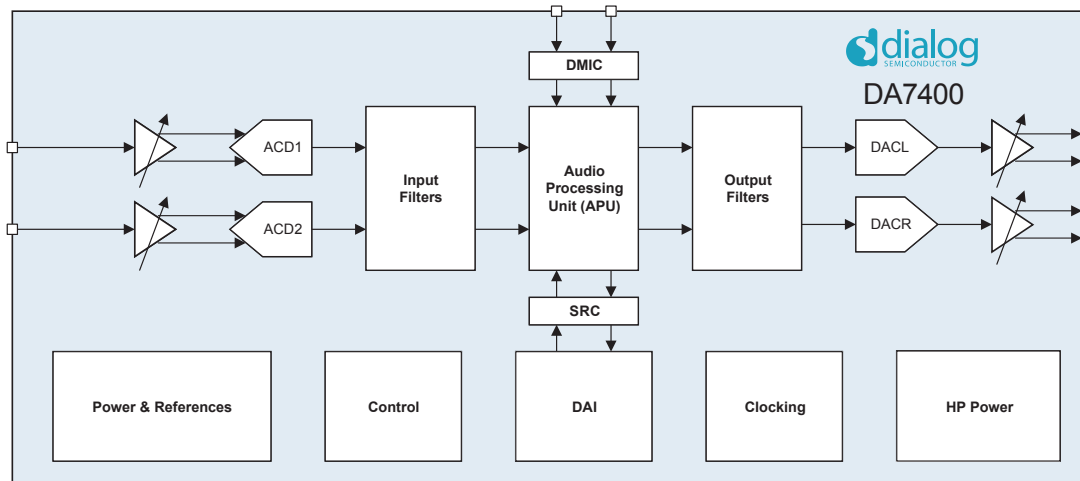 dialog
SEMICONDUCTOR
DA7400
DMIC
ACD1
Input
Filters
Audio
Processing
Unit (APU)
Output
Filters
DACL
ACD2
DACR
SRC
Power & References
Control
DAI
Clocking
HP Power